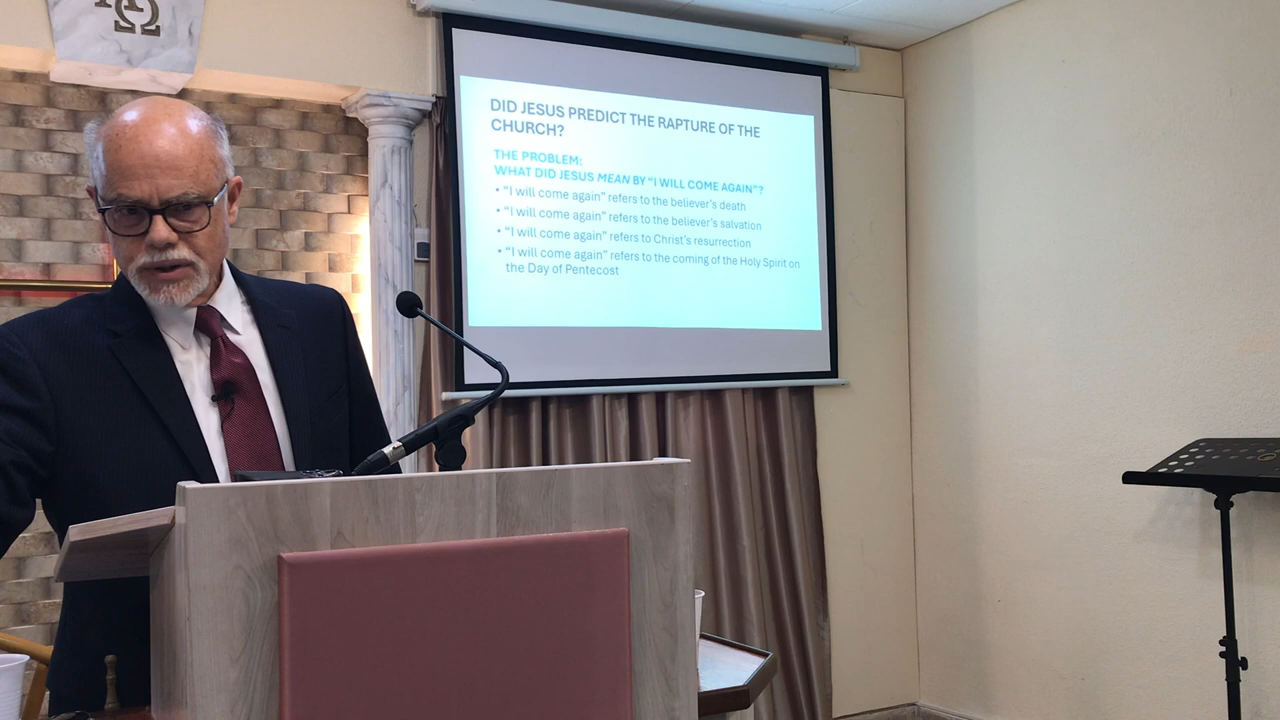 ΑΩ
DID JESUS PREDICT THE RAPTURE OF THE
CHURCH?
THE PROBLEM:
WHAT DID JESUS MEAN BY “I WILL COME AGAIN”?
• “I will come again” refers to the believer’s death
• “I will come again” refers to the believer’s salvation
• “I will come again” refers to Christ’s resurrection
• “I will come again” refers to the coming of the Holy Spirit on
the Day of Pentecost